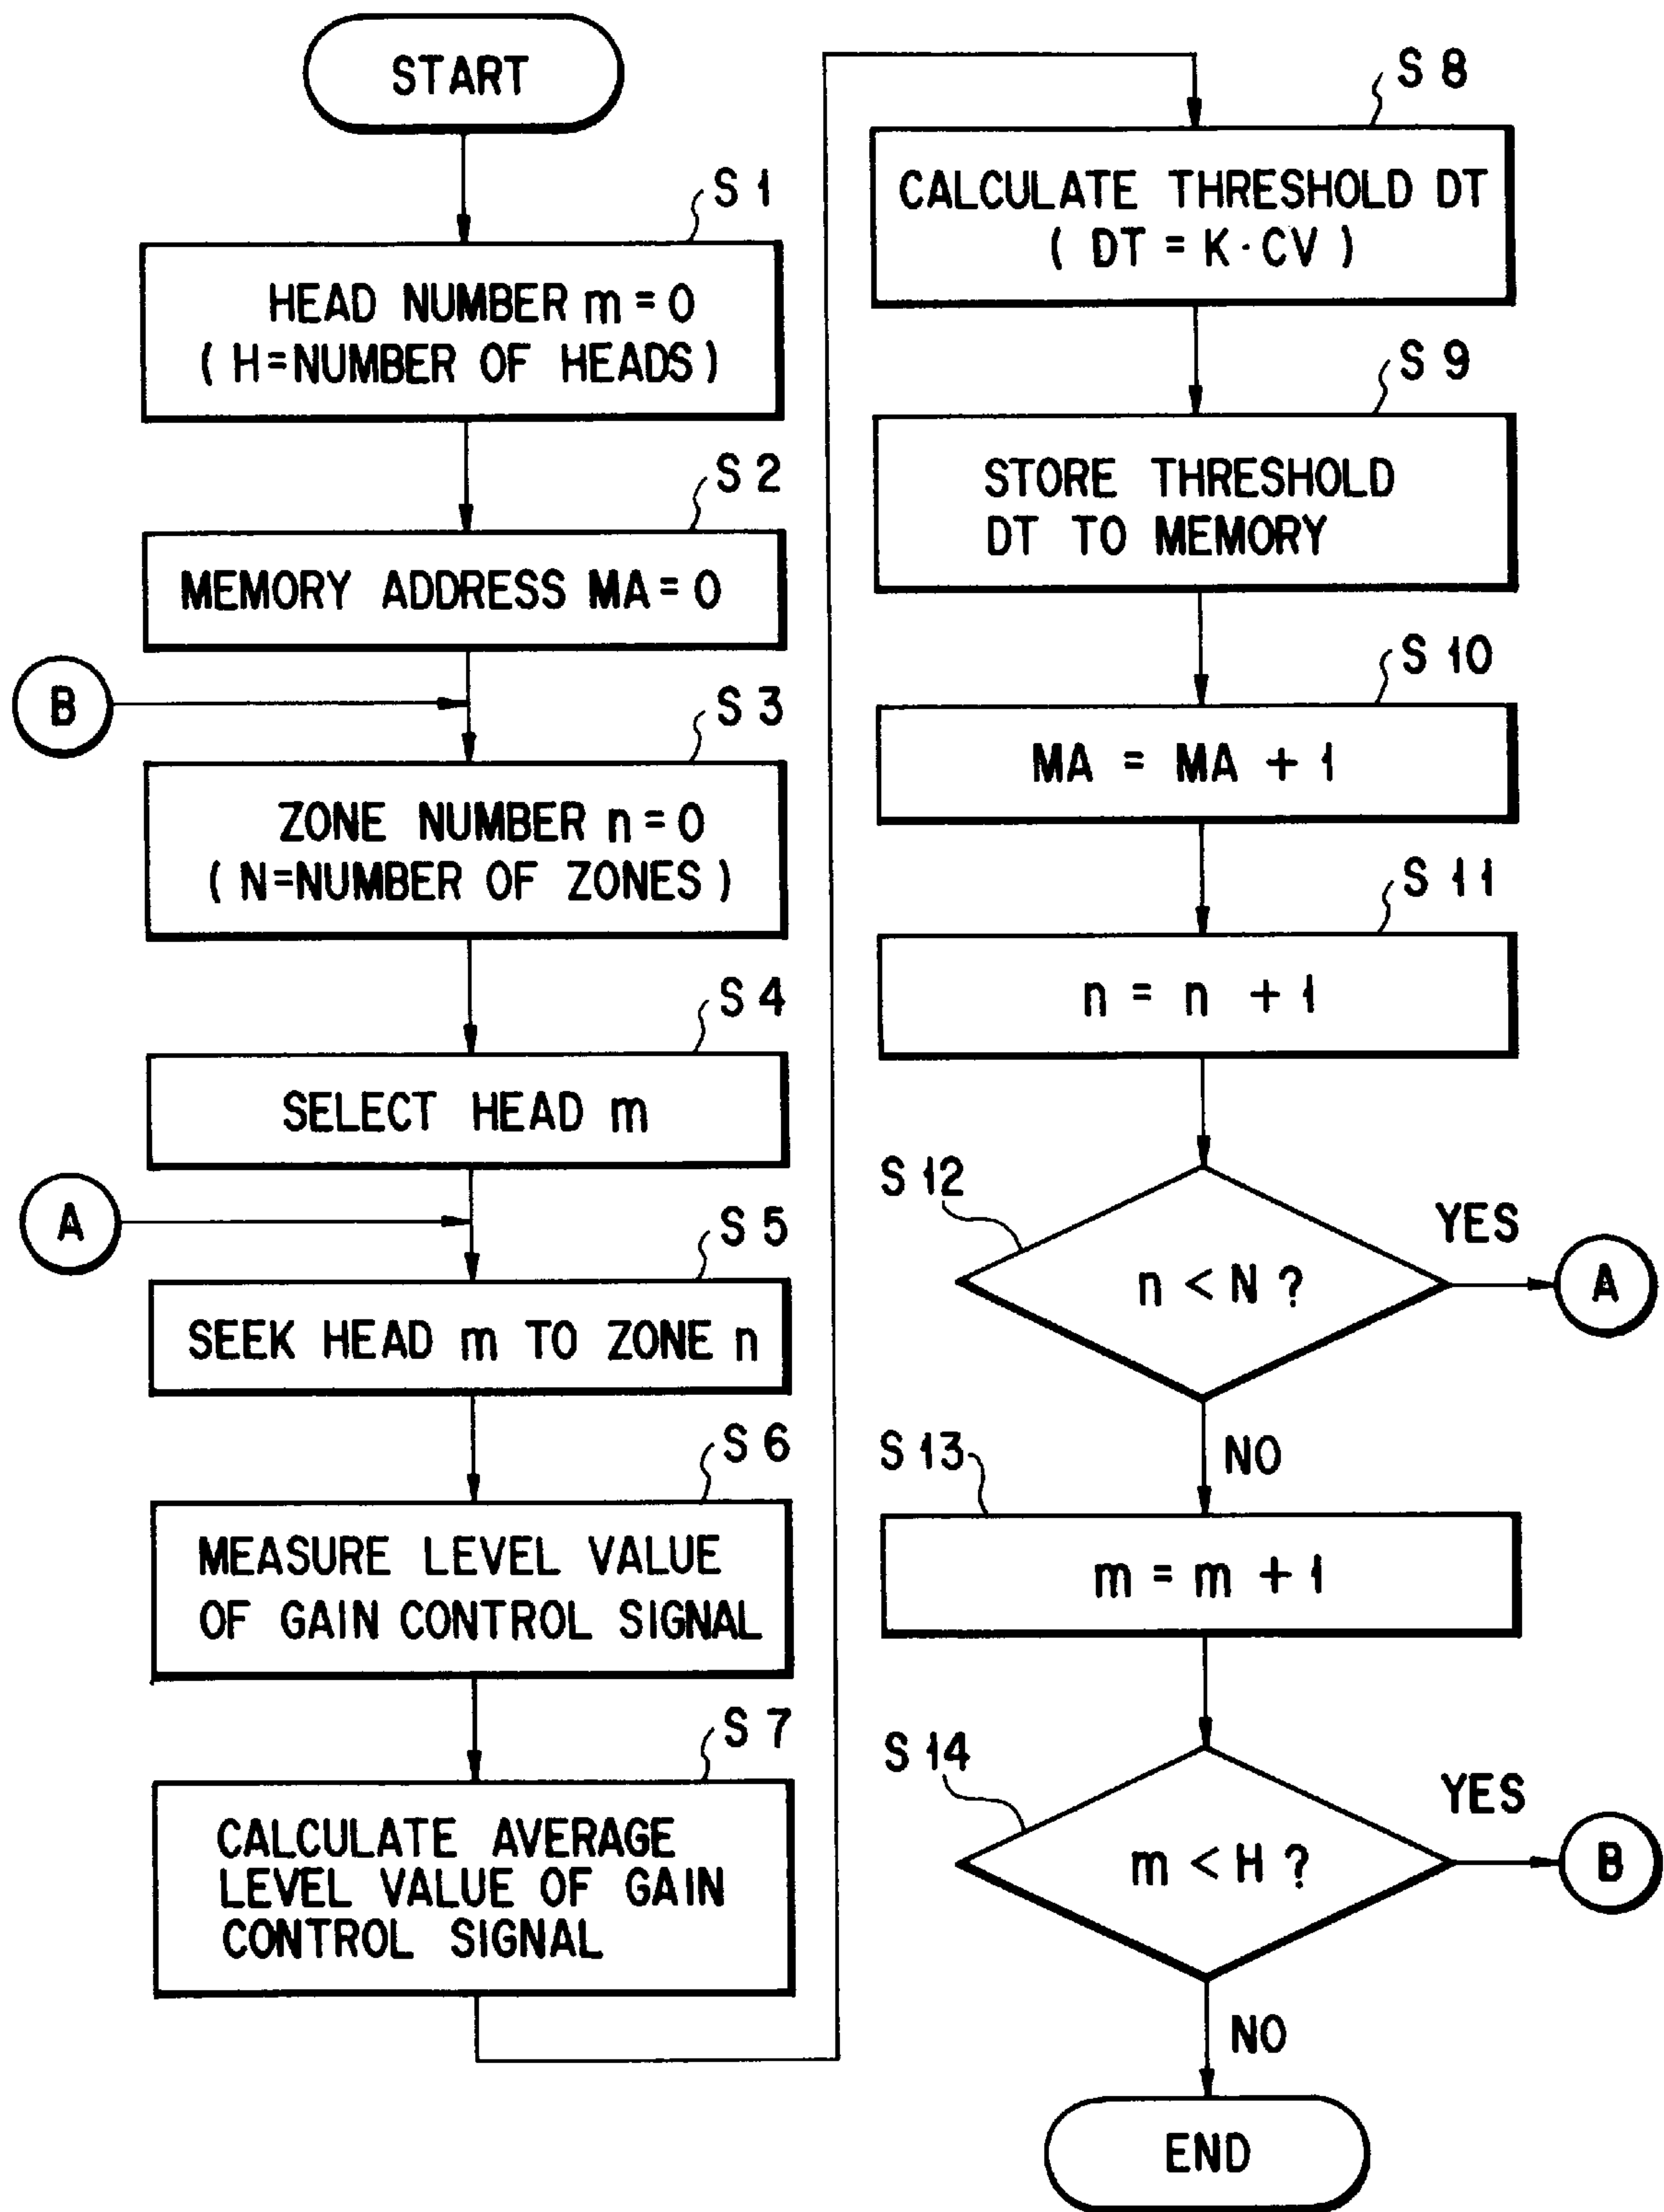 START
S 1
HEAD NUMBER m = 0
( H=NUMBER OF HEADS )
S 2
MEMORY ADDRESS MA = 0
B
S 3
ZONE NUMBER n = 0
( N=NUMBER OF ZONES )
S 4
SELECT HEAD m
A
S 5
SEEK HEAD m TO ZONE n
S 6
MEASURE LEVEL VALUE
OF GAIN CONTROL SIGNAL
S 7
CALCULATE AVERAGE
LEVEL VALUE OF GAIN
CONTROL SIGNAL
S 8
CALCULATE THRESHOLD DT
( DT = K · CV )
S 9
STORE THRESHOLD
DT TO MEMORY
S 10
MA = MA + 1
S 11
n = n + 1
S 12
n < N ?
YES
A
NO
S 13
m = m + 1
S 14
m < H ?
YES
B
NO
END